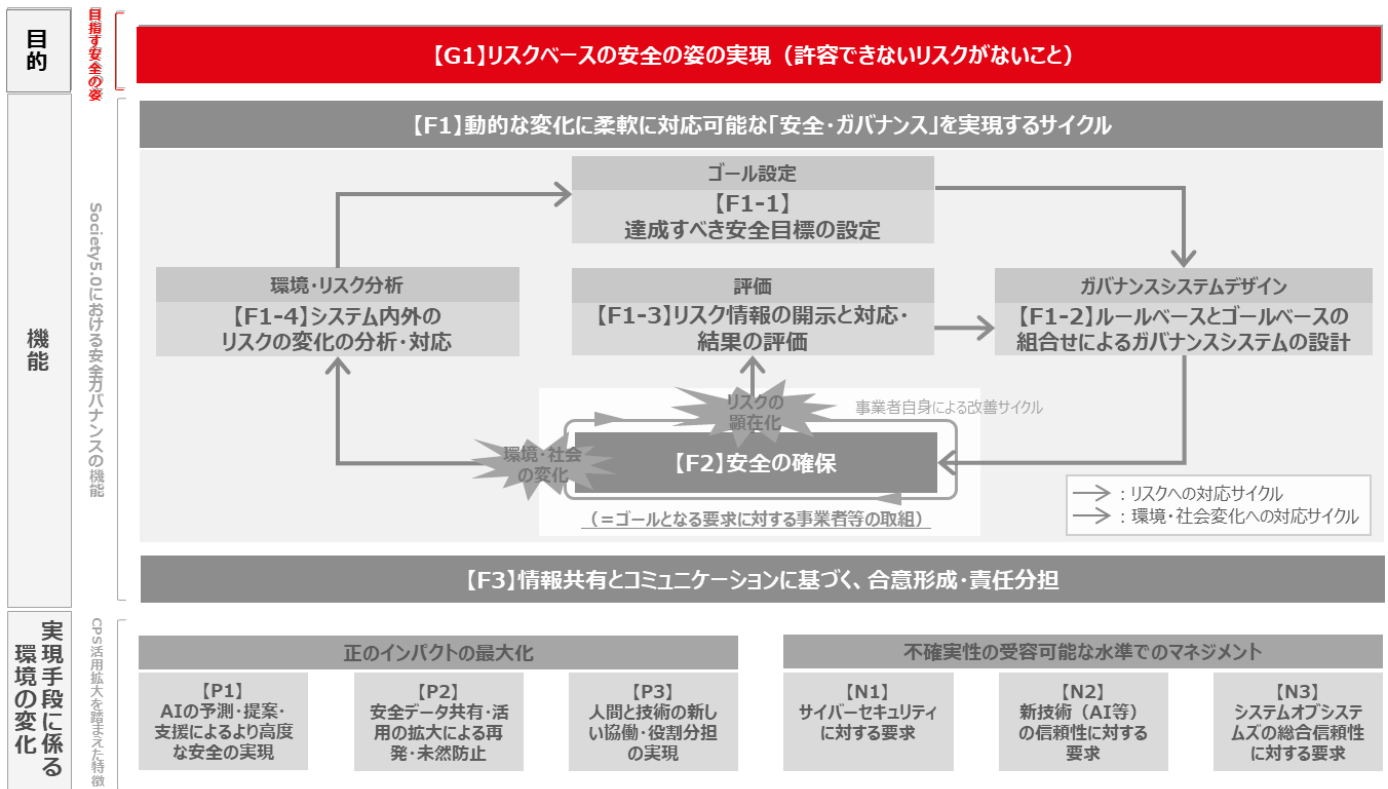 目的
目指す安全の姿
【G1】リスクベースの安全の姿の実現（許容できないリスクがないこと）
機能
Society5.0における安全ガバナンスの機能
【F1】動的な変化に柔軟に対応可能な「安全・ガバナンス」を実現するサイクル
ゴール設定
【F1-1】
達成すべき安全目標の設定
環境・リスク分析
【F1-4】システム内外の
リスクの変化の分析・対応
評価
【F1-3】リスク情報の開示と対応・
結果の評価
ガバナンスシステムデザイン
【F1-2】ルールベースとゴールベースの
組合せによるガバナンスシステムの設計
リスクの
顕在化
事業者自身による改善サイクル
環境・社会
の変化
【F2】安全の確保
（＝ゴールとなる要求に対する事業者等の取組）
：リスクへの対応サイクル
：環境・社会変化への対応サイクル
【F3】情報共有とコミュニケーションに基づく、合意形成・責任分担
実現手段に係る
環境の変化
CPS活用拡大を踏まえた特徴
正のインパクトの最大化
【P1】
AIの予測・提案・
支援によるより高度
な安全の実現
【P2】
安全データ共有・活
用の拡大による再
発・未然防止
【P3】
人間と技術の新し
い協働・役割分担
の実現
不確実性の受容可能な水準でのマネジメント
【N1】
サイバーセキュリティ
に対する要求
【N2】
新技術（AI等）
の信頼性に対する
要求
【N3】
システムオブシステ
ムズの総合信頼性
に対する要求